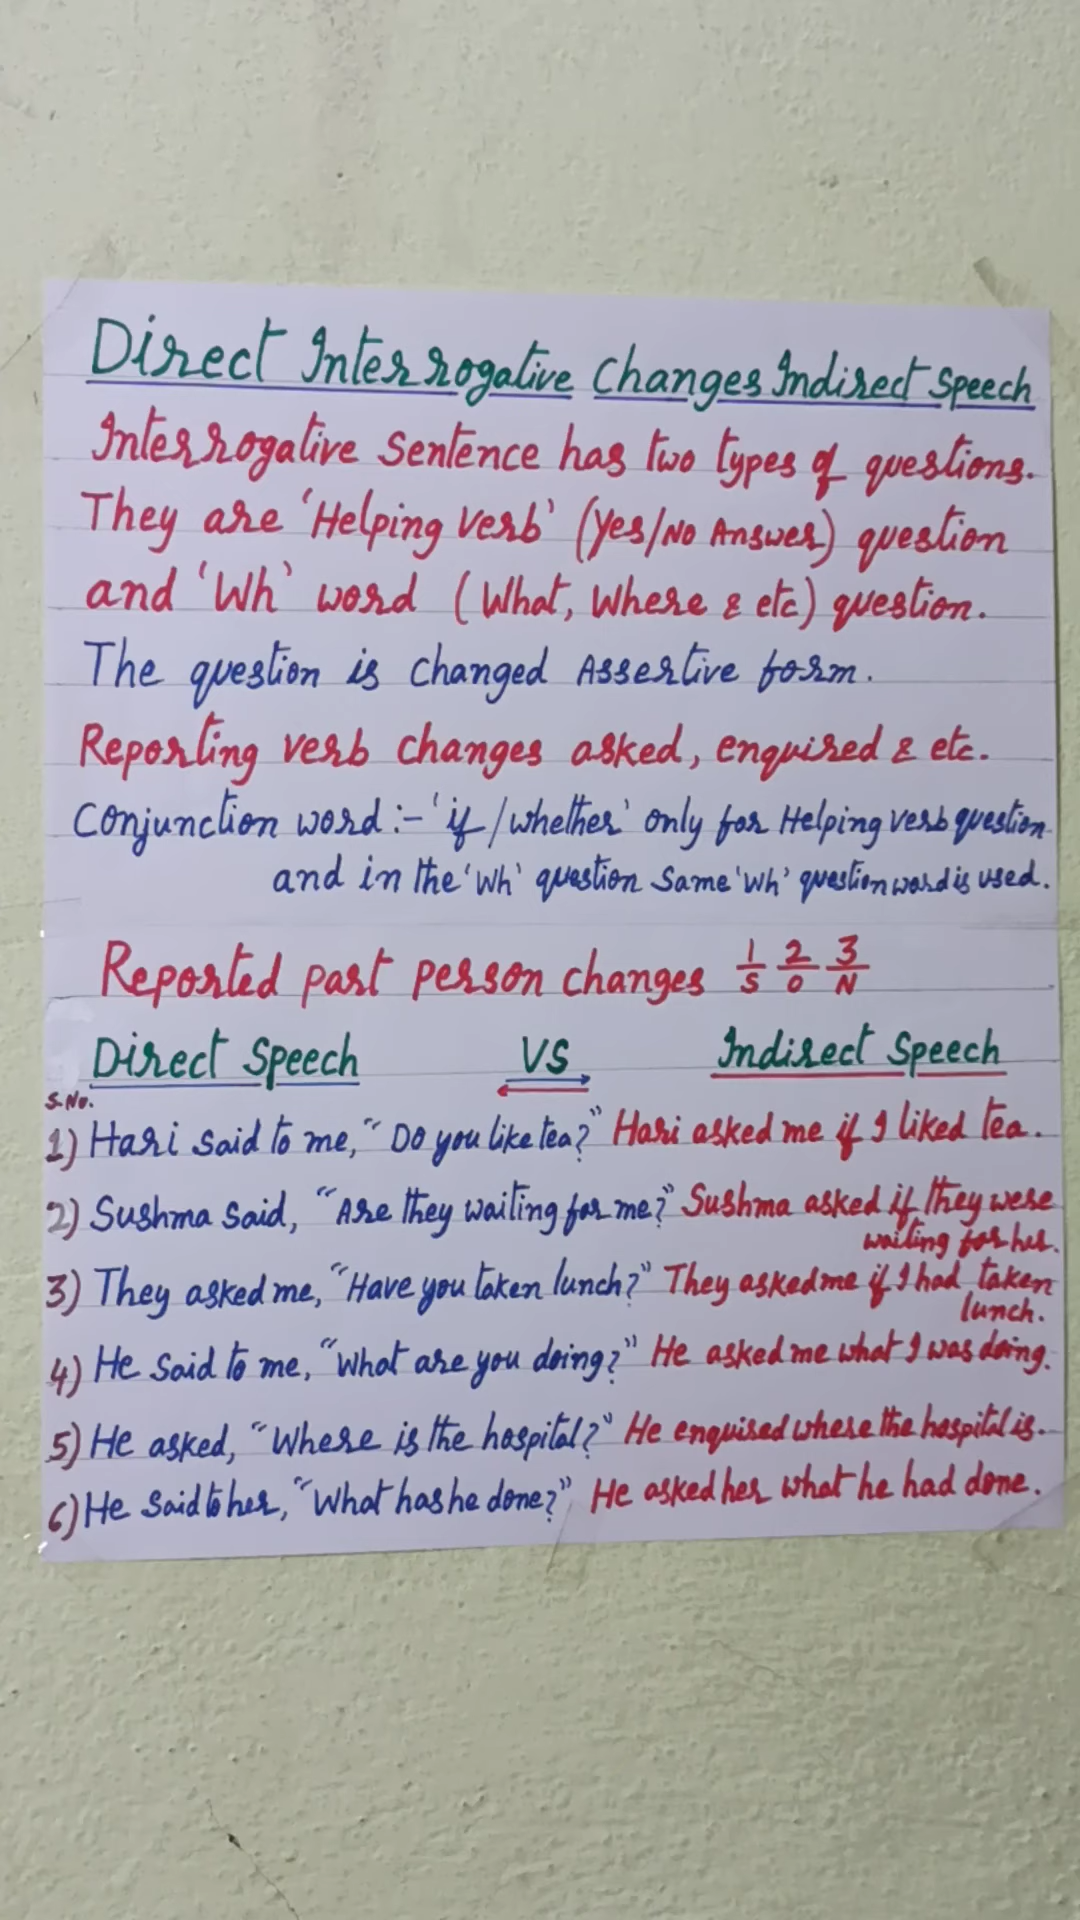 Direct Interrogative Changes Indirect Speech
Interrogative Sentence has two types of questions.
They are 'Helping verb' (Yes/No Answer) question
and 'Wh' word (What, Where & etc) question.
The question is changed Assertive form.
Reporting verb changes asked, enquired & etc.
Conjunction word:- 'if/whether' only for Helping verb question
and in the 'Wh' question same 'Wh' question word is used.
Reported part person changes 1/S 2/O 3/N
Direct Speech VS Indirect Speech
S.No.
1) Hari said to me, "Do you like tea?" Hari asked me if I liked tea.
2) Sushma said, "Are they waiting for me?" Sushma asked if they were
waiting for her.
3) They asked me, "Have you taken lunch?" They asked me if I had taken
lunch.
4) He said to me, "What are you doing?" He asked me what I was doing.
5) He asked, "Where is the hospital?" He enquired where the hospital is.
6) He said to her, "What has he done?" He asked her what he had done.